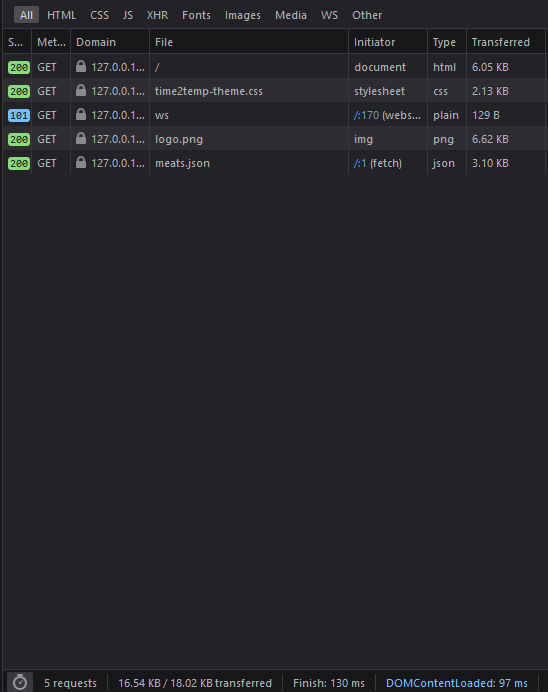 All HTML CSS JS XHR Fonts Images Media WS Other
S... Met... Domain File Initiator Type Transferred
200 GET 127.0.0.1... / document html 6.05 KB
200 GET 127.0.0.1... time2temp-theme.css stylesheet css 2.13 KB
101 GET 127.0.0.1... ws /:170 (webs... plain 129 B
200 GET 127.0.0.1... logo.png img png 6.62 KB
200 GET 127.0.0.1... meats.json /:1 (fetch) json 3.10 KB
5 requests 16.54 KB / 18.02 KB transferred Finish: 130 ms DOMContentLoaded: 97 ms